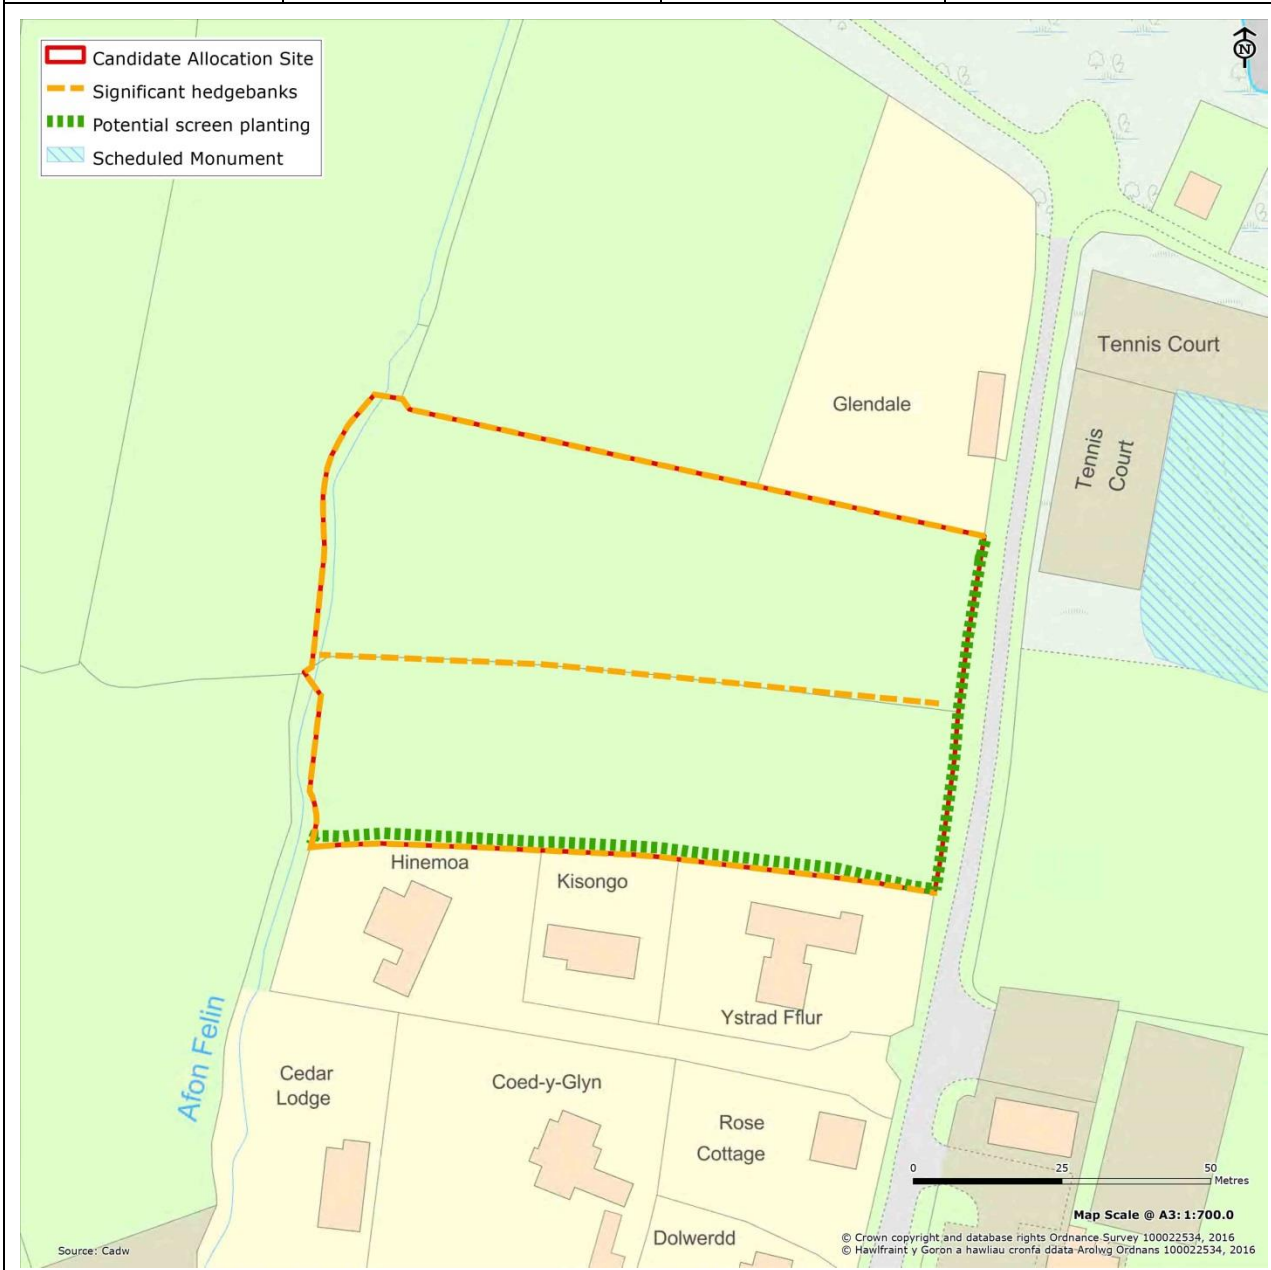 Candidate Allocation Site
Significant hedgebanks
Potential screen planting
Scheduled Monument
N
Tennis Court
Glendale
Tennis
Court
Hinemoa
Kisongo
Ystrad Fflur
Afon Felin
Cedar
Lodge
Coed-y-Glyn
Rose
Cottage
Dolwerdd
0 25 50
Metres
Map Scale @ A3: 1:700.0
Source: Cadw
© Crown copyright and database rights Ordnance Survey 100022534, 2016
© Hawlfraint y Goron a hawliau cronfa ddata Arolwg Ordnans 100022534, 2016